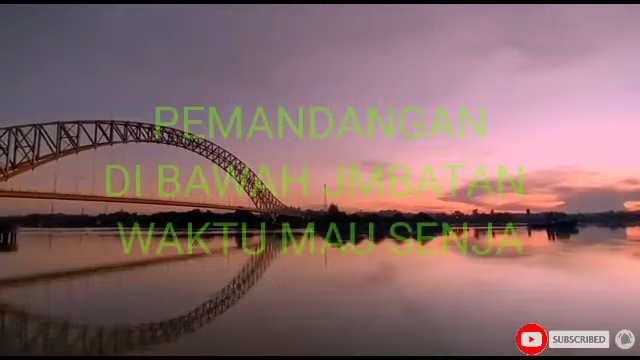 PEMANDANGAN
DI BAWAH JMBATAN
WAKTU MAU SENJA
SUBSCRIBED